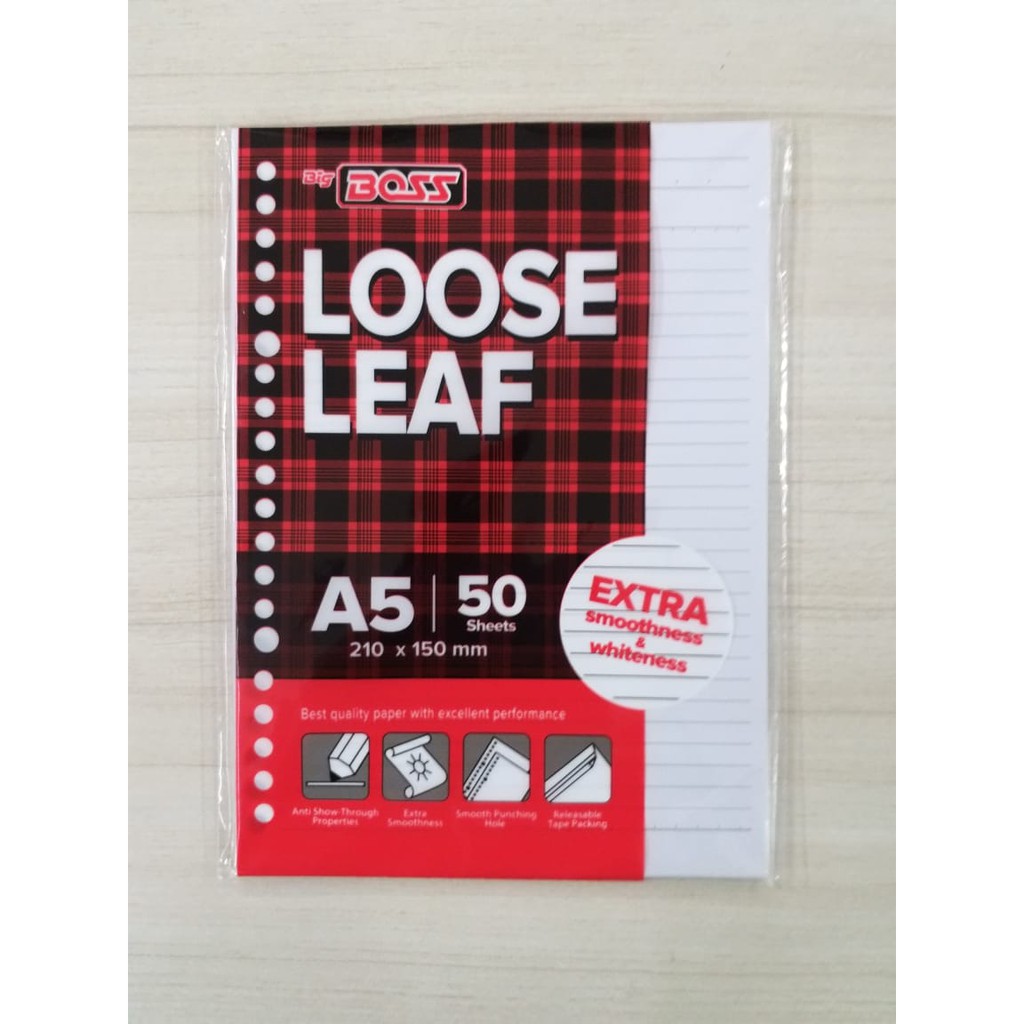 Big BOSS
LOOSE
LEAF
A5 | 50
Sheets
210 x 150 mm
EXTRA
smoothness
&
whiteness
Best quality paper with excellent performance
Anti Show-Through
Properties
Extra
Smoothness
Smooth Punching
Hole
Releasable
Tape Packing